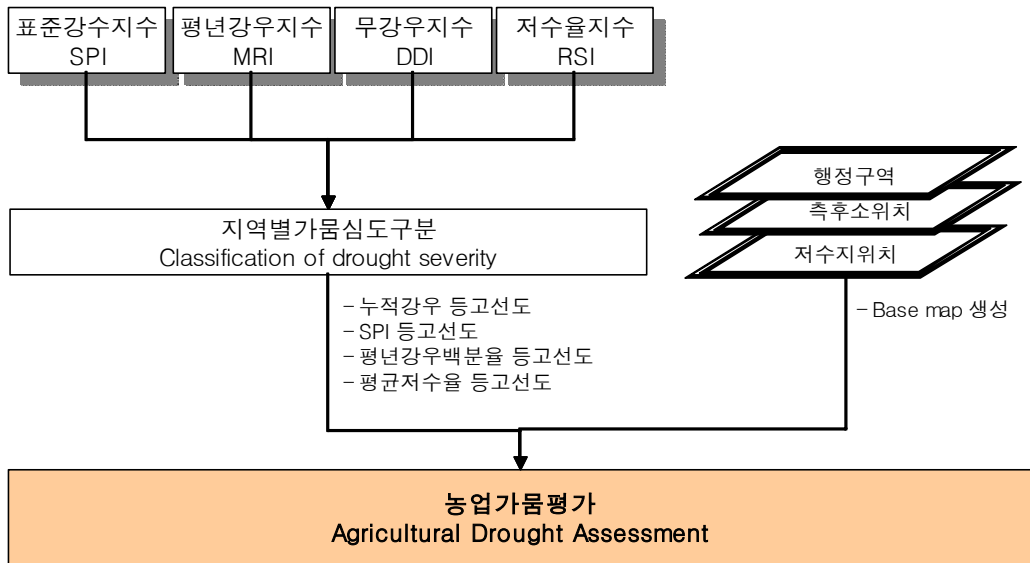 표준강수지수
SPI
평년강우지수
MRI
무강우지수
DDI
저수율지수
RSI
행정구역
측후소위치
저수지위치
지역별가뭄심도구분
Classification of drought severity
– 누적강우 등고선도
– SPI 등고선도
– 평년강우백분율 등고선도
– 평균저수율 등고선도
– Base map 생성
농업가뭄평가
Agricultural Drought Assessment